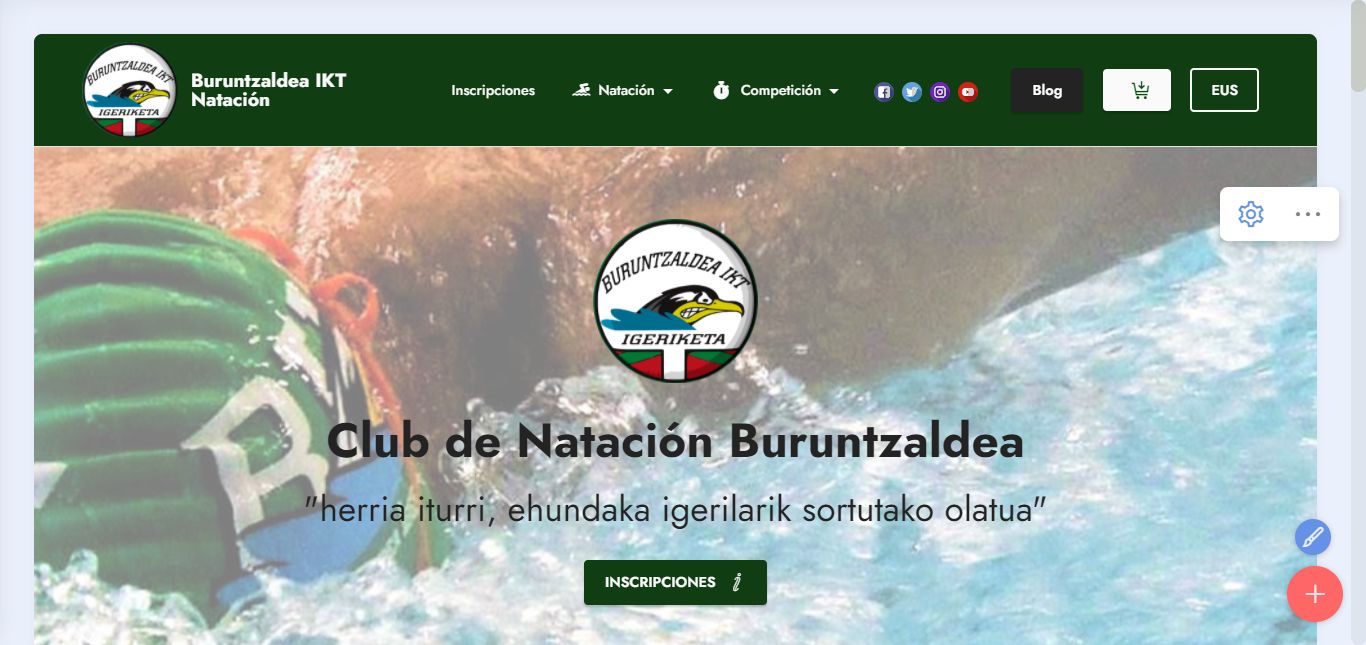 BURUNTZALDEA IKT
IGERIKETA
Buruntzaldea IKT
Natación
Inscripciones
Natación
Competición
Blog
EUS
BURUNTZALDEA IKT
IGERIKETA
Club de Natación Buruntzaldea
"herria iturri, ehundaka igerilarik sortutako olatua"
INSCRIPCIONES